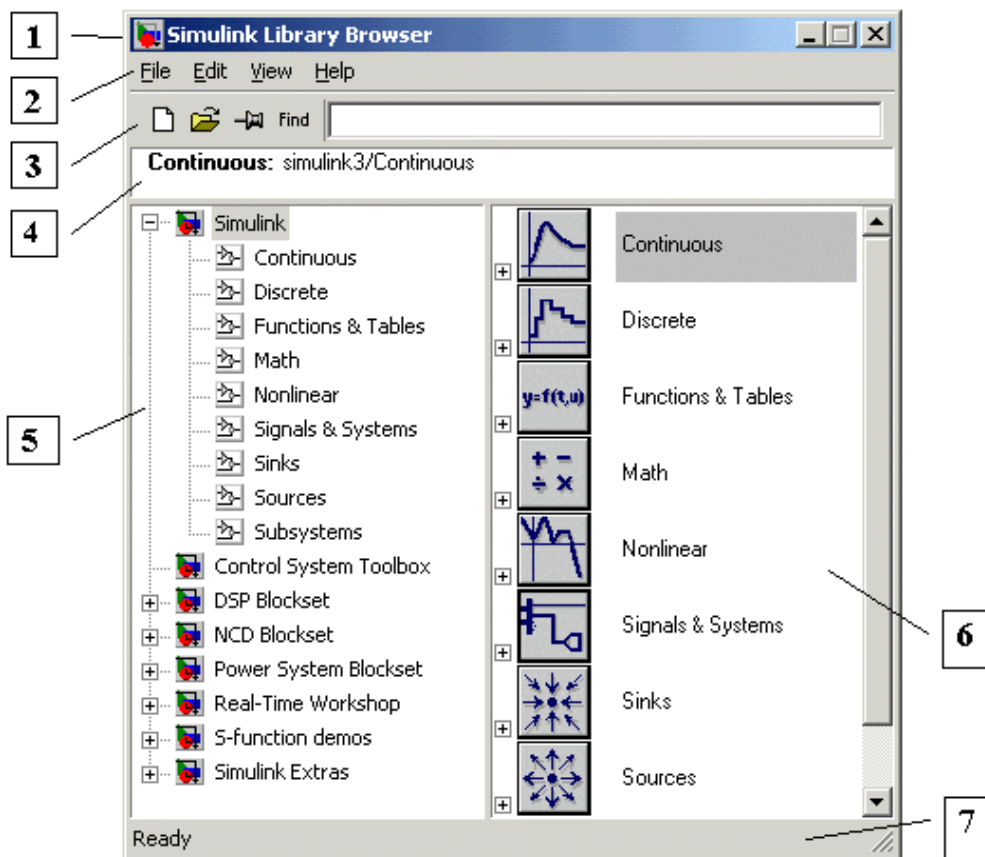 1
Simulink Library Browser
2
File Edit View Help
3
Find
4
Continuous: simulink3/Continuous
5
Simulink
Continuous
Discrete
Functions & Tables
Math
Nonlinear
Signals & Systems
Sinks
Sources
Subsystems
Control System Toolbox
DSP Blockset
NCD Blockset
Power System Blockset
Real-Time Workshop
S-function demos
Simulink Extras
Continuous
Discrete
y=f(t,u) Functions & Tables
+ − ÷ × Math
Nonlinear
Signals & Systems
Sinks
Sources
6
Ready
7